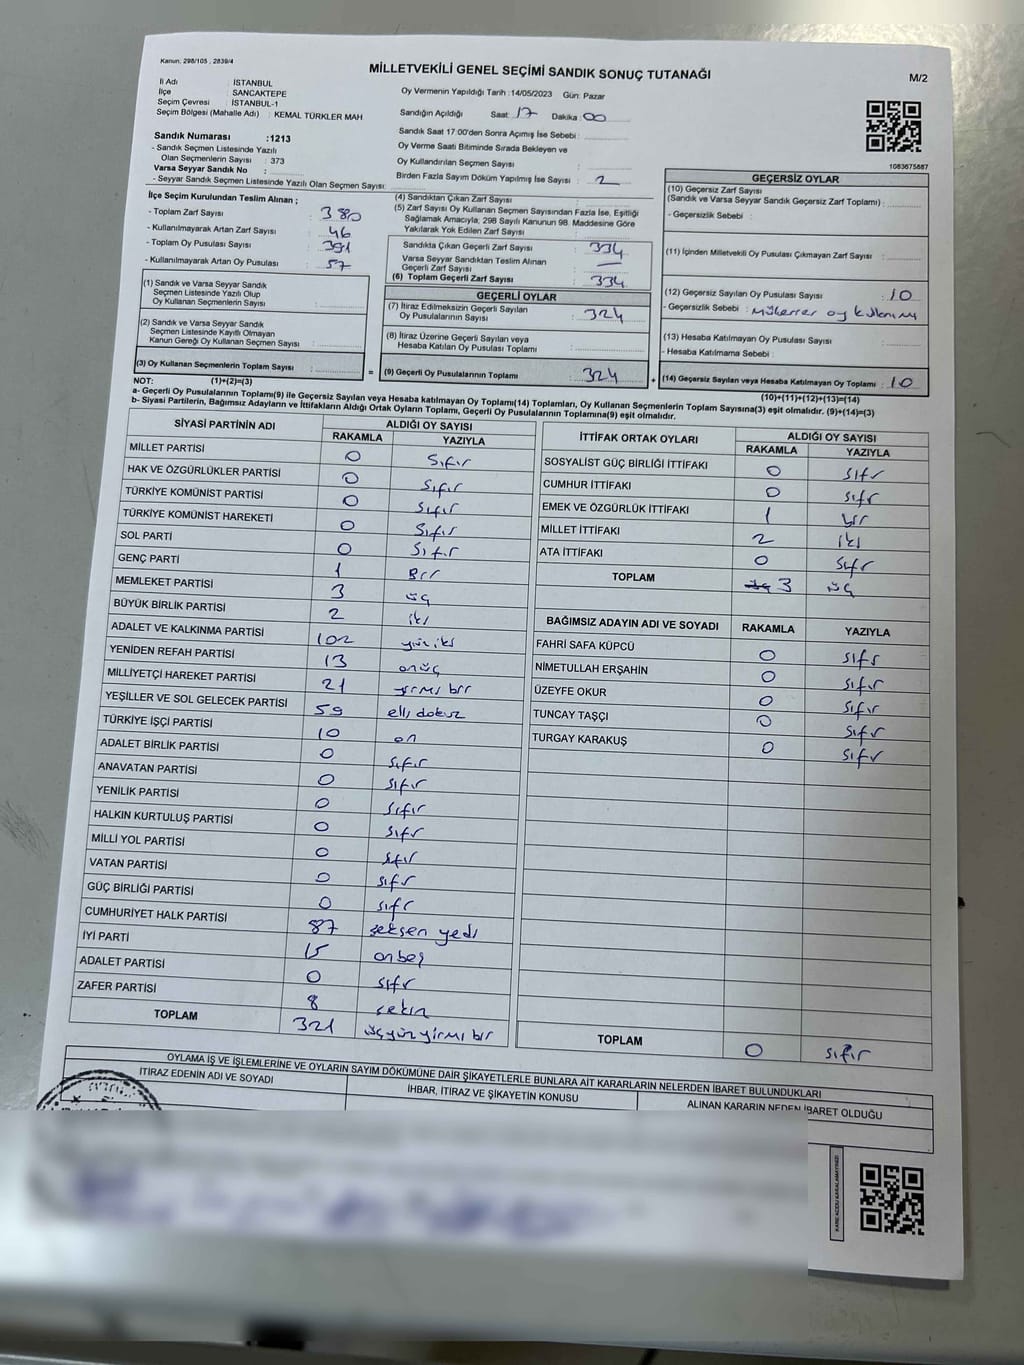 Kanun: 298/105 , 2839/4
MİLLETVEKİLİ GENEL SEÇİMİ SANDIK SONUÇ TUTANAĞI
M/2
İl Adı : İSTANBUL
İlçe : SANCAKTEPE
Seçim Çevresi : İSTANBUL-1
Seçim Bölgesi (Mahalle Adı) : KEMAL TÜRKLER MAH
Oy Vermenin Yapıldığı Tarih :14/05/2023 Gün: Pazar
Sandığın Açıldığı Saat : 17 Dakika : 00
Sandık Saat 17:00'den Sonra Açılmış İse Sebebi :
Oy Verme Saati Bitiminde Sırada Bekleyen ve
Oy Kullandırılan Seçmen Sayısı :
Birden Fazla Sayım Döküm Yapılmış İse Sayısı : 2
1083675887
Sandık Numarası :1213
- Sandık Seçmen Listesinde Yazılı
Olan Seçmenlerin Sayısı : 373
Varsa Seyyar Sandık No :
- Seyyar Sandık Seçmen Listesinde Yazılı Olan Seçmen Sayısı:
İlçe Seçim Kurulundan Teslim Alınan ;
- Toplam Zarf Sayısı : 380
- Kullanılmayarak Artan Zarf Sayısı : 46
- Toplam Oy Pusulası Sayısı : 391
- Kullanılmayarak Artan Oy Pusulası : 57
(4) Sandıktan Çıkan Zarf Sayısı :
(5) Zarf Sayısı Oy Kullanan Seçmen Sayısından Fazla İse, Eşitliği
Sağlamak Amacıyla, 298 Sayılı Kanunun 98. Maddesine Göre
Yakılarak Yok Edilen Zarf Sayısı :
Sandıkta Çıkan Geçerli Zarf Sayısı : 334
Varsa Seyyar Sandıktan Teslim Alınan
Geçerli Zarf Sayısı : —
(6) Toplam Geçerli Zarf Sayısı : 334
GEÇERSİZ OYLAR
(10) Geçersiz Zarf Sayısı
(Sandık ve Varsa Seyyar Sandık Geçersiz Zarf Toplamı) :
- Geçersizlik Sebebi :
(11) İçinden Milletvekili Oy Pusulası Çıkmayan Zarf Sayısı :
(12) Geçersiz Sayılan Oy Pusulası Sayısı : 10
- Geçersizlik Sebebi : Mükerrer oy kullanımı
(13) Hesaba Katılmayan Oy Pusulası Sayısı :
- Hesaba Katılmama Sebebi :
(14) Geçersiz Sayılan veya Hesaba Katılmayan Oy Toplamı : 10
(1) Sandık ve Varsa Seyyar Sandık
Seçmen Listesinde Yazılı Olup
Oy Kullanan Seçmenlerin Sayısı :
(2) Sandık ve Varsa Seyyar Sandık
Seçmen Listesinde Kayıtlı Olmayan
Kanun Gereği Oy Kullanan Seçmen Sayısı :
(3) Oy Kullanan Seçmenlerin Toplam Sayısı :
=
GEÇERLİ OYLAR
(7) İtiraz Edilmeksizin Geçerli Sayılan
Oy Pusulalarının Sayısı : 324
(8) İtiraz Üzerine Geçerli Sayılan veya
Hesaba Katılan Oy Pusulası Toplamı :
(9) Geçerli Oy Pusulalarının Toplamı : 324
+
NOT: (1)+(2)=(3)
(10)+(11)+(12)+(13)=(14)
a- Geçerli Oy Pusulalarının Toplamı(9) ile Geçersiz Sayılan veya Hesaba katılmayan Oy Toplamı(14) Toplamları, Oy Kullanan Seçmenlerin Toplam Sayısına(3) eşit olmalıdır. (9)+(14)=(3)
b- Siyasi Partilerin, Bağımsız Adayların ve İttifakların Aldığı Ortak Oyların Toplamı, Geçerli Oy Pusulalarının Toplamına(9) eşit olmalıdır.
SİYASİ PARTİNİN ADI ALDIĞI OY SAYISI
RAKAMLA YAZIYLA
MİLLET PARTİSİ 0 sıfır
HAK VE ÖZGÜRLÜKLER PARTİSİ 0 sıfır
TÜRKİYE KOMÜNİST PARTİSİ 0 sıfır
TÜRKİYE KOMÜNİST HAREKETİ 0 sıfır
SOL PARTİ 0 sıfır
GENÇ PARTİ 1 Bir
MEMLEKET PARTİSİ 3 üç
BÜYÜK BİRLİK PARTİSİ 2 iki
ADALET VE KALKINMA PARTİSİ 102 yüz iki
YENİDEN REFAH PARTİSİ 13 onüç
MİLLİYETÇİ HAREKET PARTİSİ 21 yirmi bir
YEŞİLLER VE SOL GELECEK PARTİSİ 59 elli dokuz
TÜRKİYE İŞÇİ PARTİSİ 10 on
ADALET BİRLİK PARTİSİ 0 sıfır
ANAVATAN PARTİSİ 0 sıfır
YENİLİK PARTİSİ 0 sıfır
HALKIN KURTULUŞ PARTİSİ 0 sıfır
MİLLİ YOL PARTİSİ 0 sıfır
VATAN PARTİSİ 0 sıfır
GÜÇ BİRLİĞİ PARTİSİ 0 sıfır
CUMHURİYET HALK PARTİSİ 87 seksen yedi
İYİ PARTİ 15 onbeş
ADALET PARTİSİ 0 sıfır
ZAFER PARTİSİ 8 sekiz
TOPLAM 321 üçyüz yirmi bir
İTTİFAK ORTAK OYLARI ALDIĞI OY SAYISI
RAKAMLA YAZIYLA
SOSYALİST GÜÇ BİRLİĞİ İTTİFAKI 0 sıfır
CUMHUR İTTİFAKI 0 sıfır
EMEK VE ÖZGÜRLÜK İTTİFAKI 1 bir
MİLLET İTTİFAKI 2 iki
ATA İTTİFAKI 0 sıfır
TOPLAM 3 üç
BAĞIMSIZ ADAYIN ADI VE SOYADI RAKAMLA YAZIYLA
FAHRİ SAFA KÜPCÜ 0 sıfır
NİMETULLAH ERŞAHİN 0 sıfır
ÜZEYFE OKUR 0 sıfır
TUNCAY TAŞÇI 0 sıfır
TURGAY KARAKUŞ 0 sıfır
TOPLAM 0 sıfır
OYLAMA İŞ VE İŞLEMLERİNE VE OYLARIN SAYIM DÖKÜMÜNE DAİR ŞİKAYETLERLE BUNLARA AİT KARARLARIN NELERDEN İBARET BULUNDUKLARI
İTİRAZ EDENİN ADI VE SOYADI
İHBAR, İTİRAZ VE ŞİKAYETİN KONUSU
ALINAN KARARIN NEDEN İBARET OLDUĞU
KARE KODU KARALAMAYINIZ!